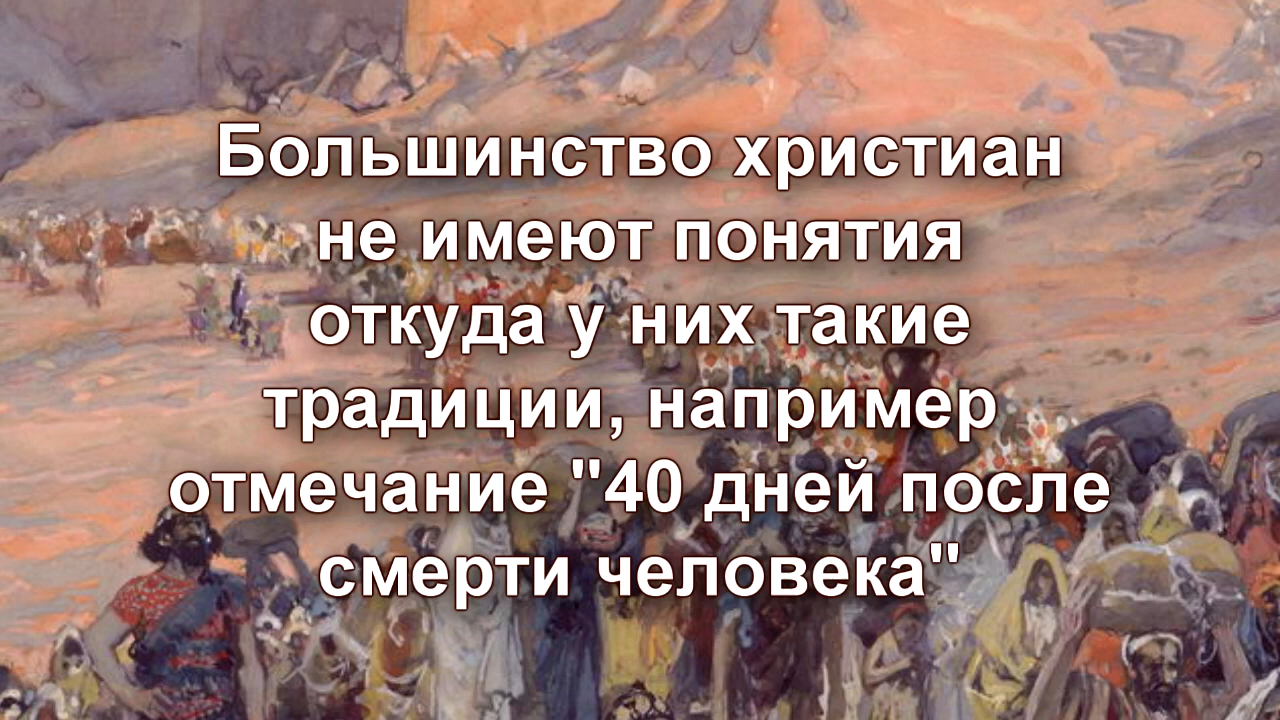 Большинство христиан
не имеют понятия
откуда у них такие
традиции, например
отмечание "40 дней после
смерти человека"